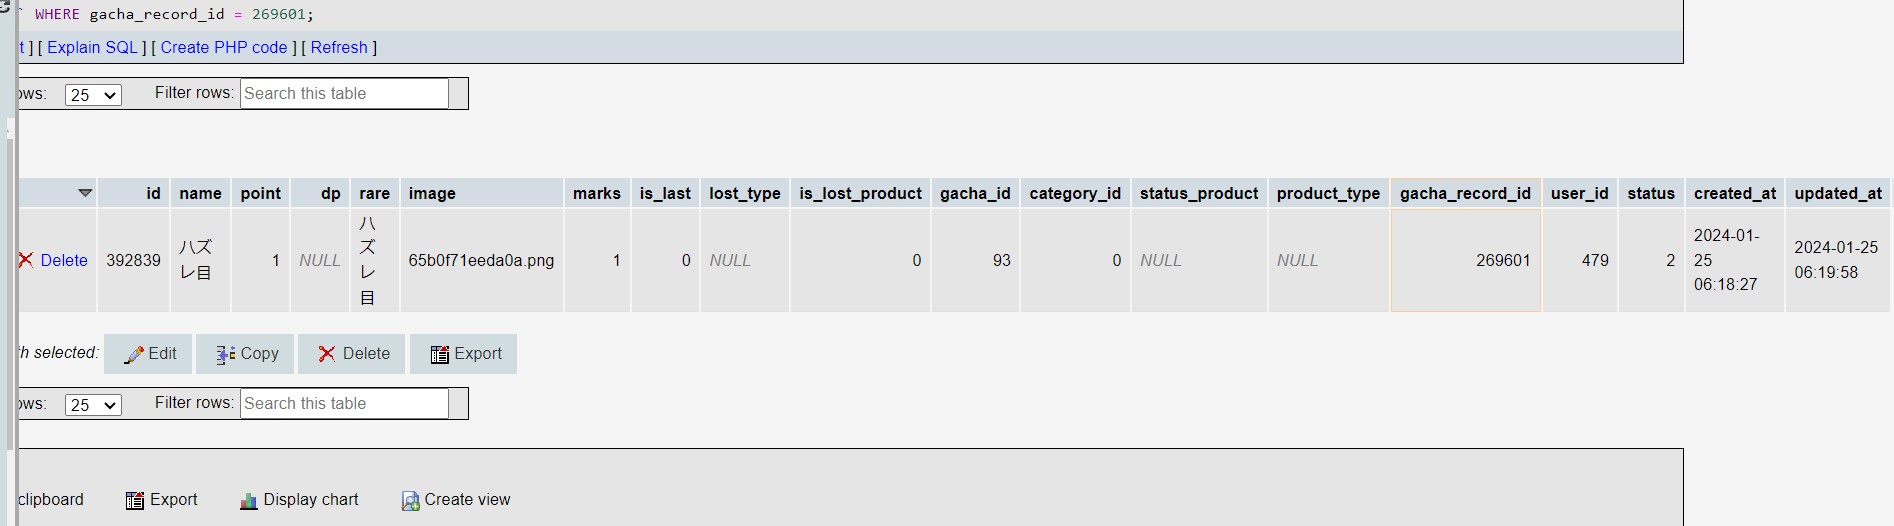 ` WHERE gacha_record_id = 269601;
t ] [ Explain SQL ] [ Create PHP code ] [ Refresh ]
ows: 25 Filter rows: Search this table
id name point dp rare image marks is_last lost_type is_lost_product gacha_id category_id status_product product_type gacha_record_id user_id status created_at updated_at
Delete 392839 ハズレ目 1 NULL ハズレ目 65b0f71eeda0a.png 1 0 NULL 0 93 0 NULL NULL 269601 479 2 2024-01-25 06:18:27 2024-01-25 06:19:58
h selected: Edit Copy Delete Export
ows: 25 Filter rows: Search this table
clipboard Export Display chart Create view